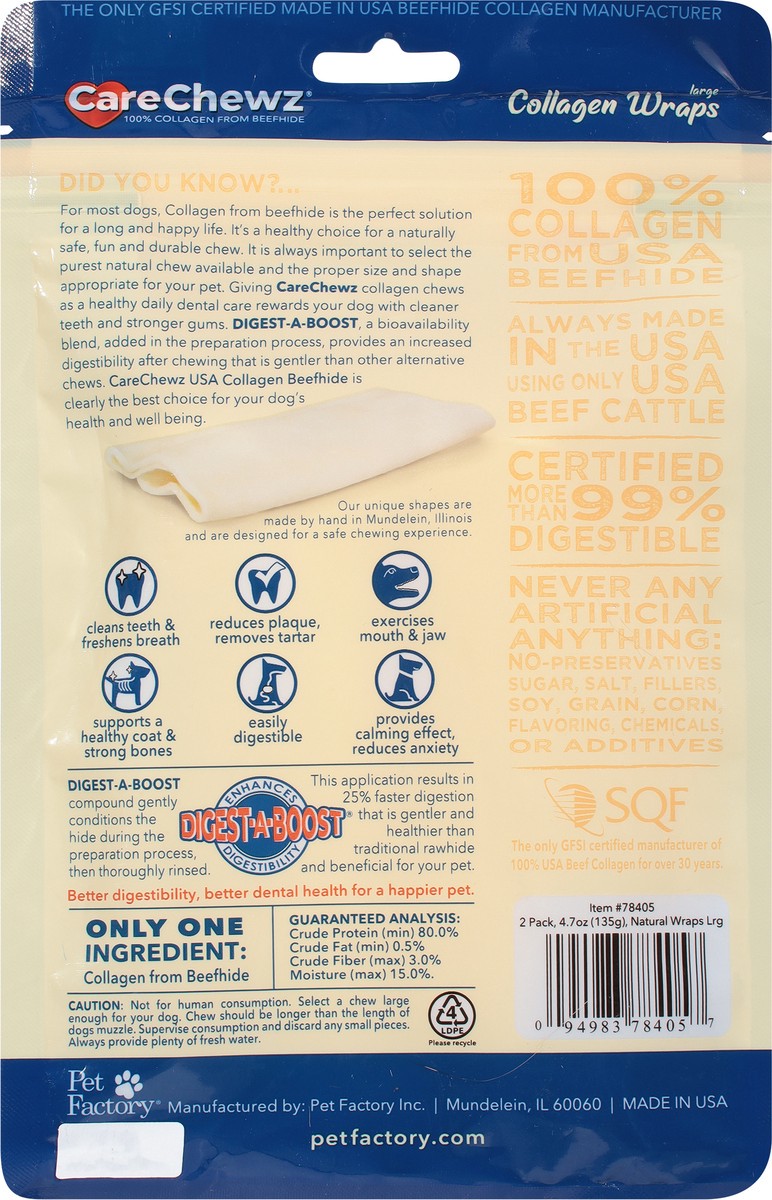 THE ONLY GFSI CERTIFIED MADE IN USA BEEFHIDE COLLAGEN MANUFACTURER
CareChewz®
100% COLLAGEN FROM BEEFHIDE
large
Collagen Wraps
DID YOU KNOW?...
For most dogs, Collagen from beefhide is the perfect solution
for a long and happy life. It's a healthy choice for a naturally
safe, fun and durable chew. It is always important to select the
purest natural chew available and the proper size and shape
appropriate for your pet. Giving CareChewz collagen chews
as a healthy daily dental care rewards your dog with cleaner
teeth and stronger gums. DIGEST-A-BOOST, a bioavailability
blend, added in the preparation process, provides an increased
digestibility after chewing that is gentler than other alternative
chews. CareChewz USA Collagen Beefhide is
clearly the best choice for your dog's
health and well being.
Our unique shapes are
made by hand in Mundelein, Illinois
and are designed for a safe chewing experience.
cleans teeth &
freshens breath
reduces plaque,
removes tartar
exercises
mouth & jaw
supports a
healthy coat &
strong bones
easily
digestible
provides
calming effect,
reduces anxiety
DIGEST-A-BOOST
compound gently
conditions the
hide during the
preparation process,
then thoroughly rinsed.
ENHANCES
DIGEST-A-BOOST®
DIGESTIBILITY
This application results in
25% faster digestion
that is gentler and
healthier than
traditional rawhide
and beneficial for your pet.
Better digestibility, better dental health for a happier pet.
ONLY ONE
INGREDIENT:
Collagen from Beefhide
GUARANTEED ANALYSIS:
Crude Protein (min) 80.0%
Crude Fat (min) 0.5%
Crude Fiber (max) 3.0%
Moisture (max) 15.0%.
CAUTION: Not for human consumption. Select a chew large
enough for your dog. Chew should be longer than the length of
dogs muzzle. Supervise consumption and discard any small pieces.
Always provide plenty of fresh water.
4
LDPE
Please recycle
100%
COLLAGEN
FROM USA
BEEFHIDE
ALWAYS MADE
IN THE USA
USING ONLY USA
BEEF CATTLE
CERTIFIED
MORE THAN 99%
DIGESTIBLE
NEVER ANY
ARTIFICIAL
ANYTHING:
NO-PRESERVATIVES
SUGAR, SALT, FILLERS,
SOY, GRAIN, CORN,
FLAVORING, CHEMICALS,
OR ADDITIVES
SQF
The only GFSI certified manufacturer of
100% USA Beef Collagen for over 30 years.
Item #78405
2 Pack, 4.7oz (135g), Natural Wraps Lrg
0 94983 78405 7
Pet
Factory®
Manufactured by: Pet Factory Inc. | Mundelein, IL 60060 | MADE IN USA
petfactory.com